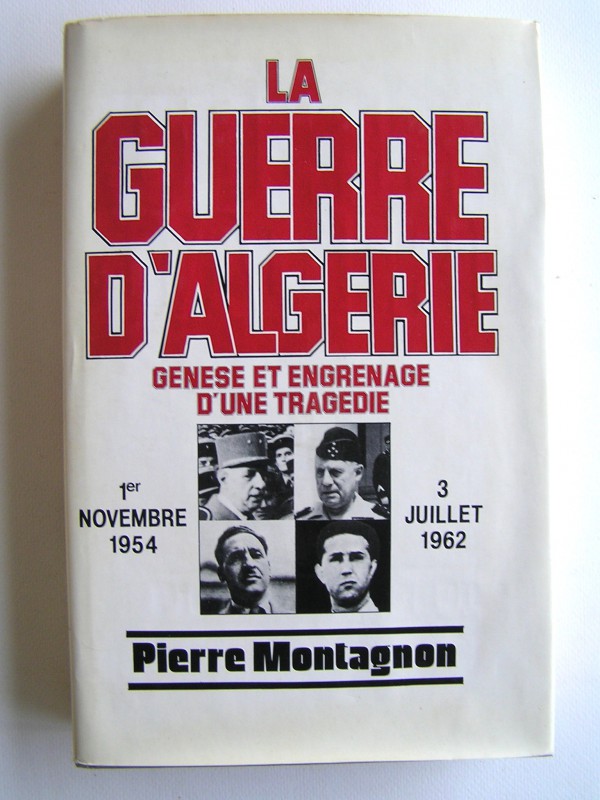 LA
GUERRE
D'ALGERIE
GENESE ET ENGRENAGE
D'UNE TRAGEDIE
1er
NOVEMBRE
1954
3
JUILLET
1962
Pierre Montagnon